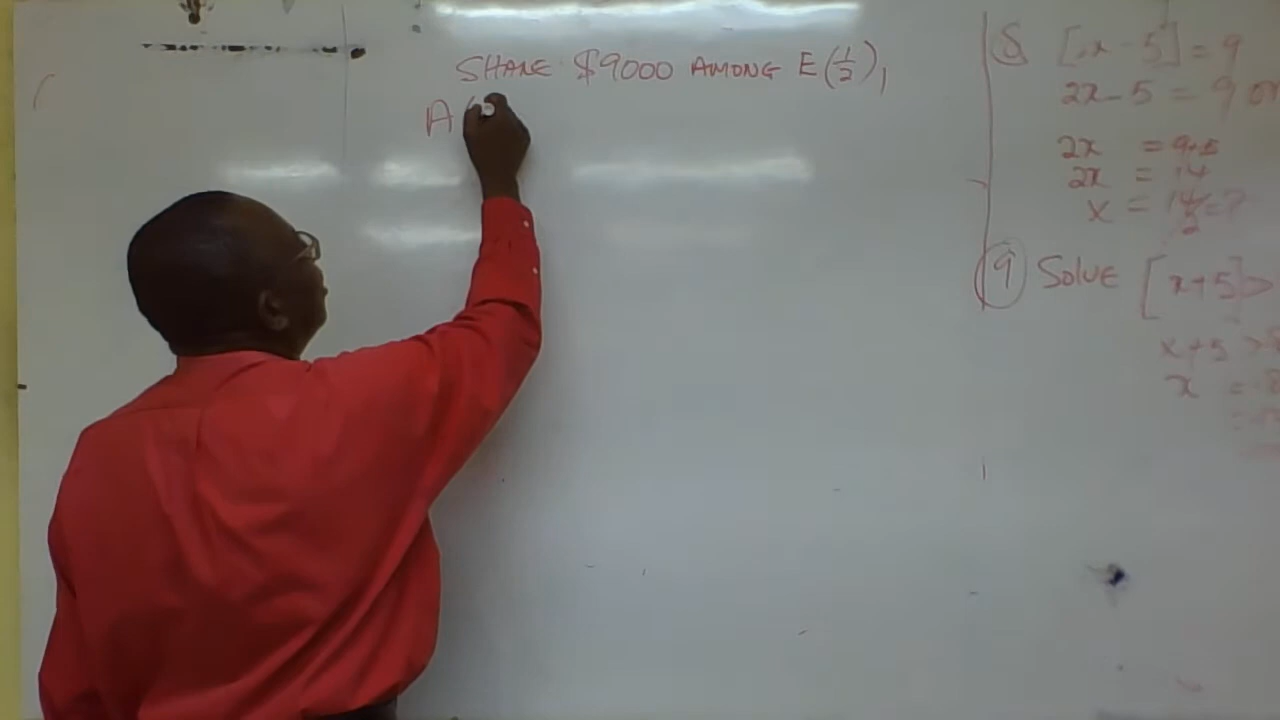 SHARE $9000 AMONG E(1/2),
A(
8 [2x - 5] = 9
2x - 5 = 9 or
2x = 9+5
2x = 14
x = 14/2 = 7
9 Solve [x+5] >
x+5 >
x =